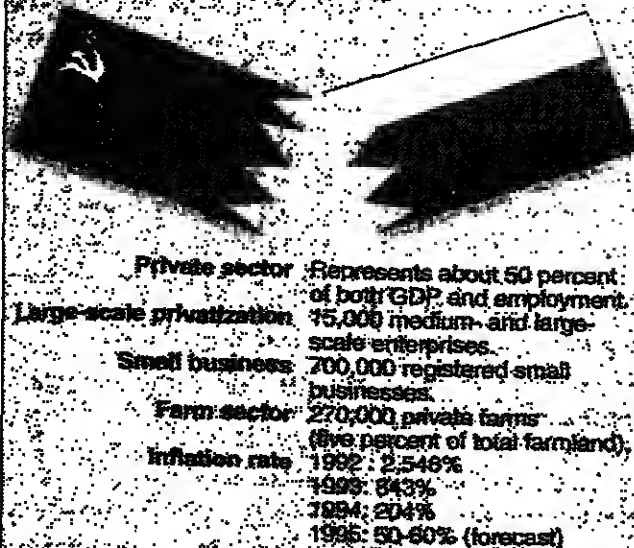 Private sector Represents about 50 percent
of both GDP and employment.
Large-scale privatization 15,000 medium- and large-
scale enterprises.
Small business 700,000 registered small
businesses.
Farm sector 270,000 private farms
(five percent of total farmland).
Inflation rate 1992: 2,546%
1993: 843%
1994: 204%
1995: 50-60% (forecast)